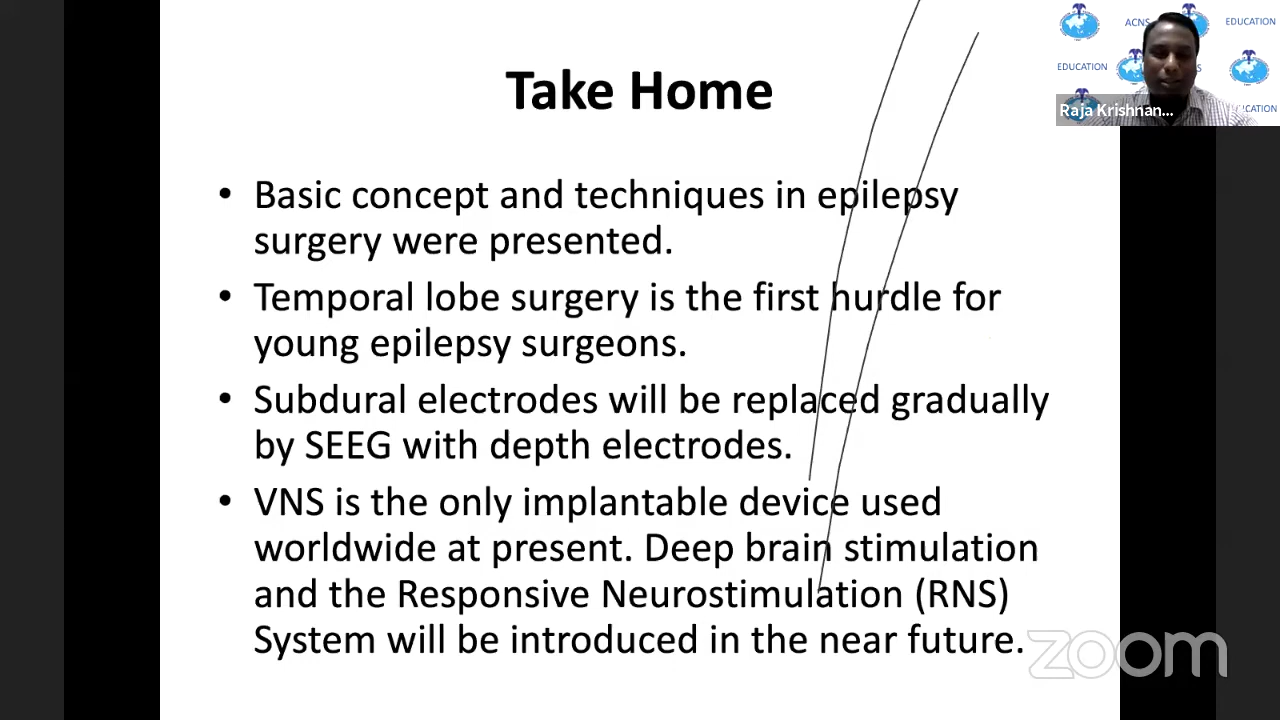 Take Home
• Basic concept and techniques in epilepsy
surgery were presented.
• Temporal lobe surgery is the first hurdle for
young epilepsy surgeons.
• Subdural electrodes will be replaced gradually
by SEEG with depth electrodes.
• VNS is the only implantable device used
worldwide at present. Deep brain stimulation
and the Responsive Neurostimulation (RNS)
System will be introduced in the near future.
ACNS
EDUCATION
EDUCATION
Raja Krishnan...
zoom